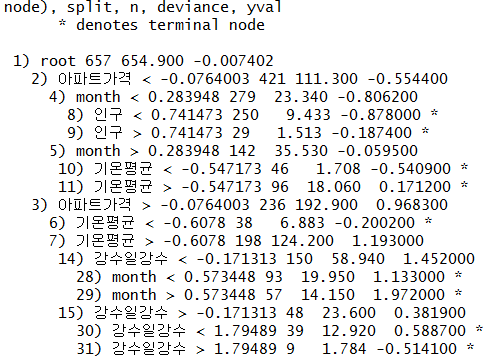 node), split, n, deviance, yval
* denotes terminal node
1) root 657 654.900 -0.007402
2) 아파트가격 < -0.0764003 421 111.300 -0.554400
4) month < 0.283948 279 23.340 -0.806200
8) 인구 < 0.741473 250 9.433 -0.878000 *
9) 인구 > 0.741473 29 1.513 -0.187400 *
5) month > 0.283948 142 35.530 -0.059500
10) 기온평균 < -0.547173 46 1.708 -0.540900 *
11) 기온평균 > -0.547173 96 18.060 0.171200 *
3) 아파트가격 > -0.0764003 236 192.900 0.968300
6) 기온평균 < -0.6078 38 6.883 -0.200200 *
7) 기온평균 > -0.6078 198 124.200 1.193000
14) 강수일강수 < -0.171313 150 58.940 1.452000
28) month < 0.573448 93 19.950 1.133000 *
29) month > 0.573448 57 14.150 1.972000 *
15) 강수일강수 > -0.171313 48 23.600 0.381900
30) 강수일강수 < 1.79489 39 12.920 0.588700 *
31) 강수일강수 > 1.79489 9 1.784 -0.514100 *